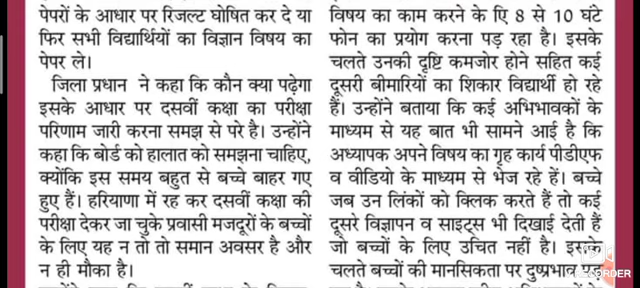 पेपरों के आधार पर रिजल्ट घोषित कर दे या
फिर सभी विद्यार्थियों का विज्ञान विषय का
पेपर ले।
जिला प्रधान ने कहा कि कौन क्या पढ़ेगा
इसके आधार पर दसवीं कक्षा का परीक्षा
परिणाम जारी करना समझ से परे है। उन्होंने
कहा कि बोर्ड को हालात को समझना चाहिए,
क्योंकि इस समय बहुत से बच्चे बाहर गए
हुए हैं। हरियाणा में रह कर दसवीं कक्षा की
परीक्षा देकर जा चुके प्रवासी मजदूरों के बच्चों
के लिए यह न तो तो समान अवसर है और
न ही मौका है।
विषय का काम करने के एि 8 से 10 घंटे
फोन का प्रयोग करना पड़ रहा है। इसके
चलते उनकी दृष्टि कमजोर होने सहित कई
दूसरी बीमारियों का शिकार विद्यार्थी हो रहे
हैं। उन्होंने बताया कि कई अभिभावकों के
माध्यम से यह बात भी सामने आई है कि
अध्यापक अपने विषय का गृह कार्य पीडीएफ
व वीडियो के माध्यम से भेज रहे हें। बच्चे
जब उन लिंकों को क्लिक करते हैं तो कई
दूसरे विज्ञापन व साइट्स भी दिखाई देती हैं
जो बच्चों के लिए उचित नहीं है। इसके
चलते बच्चों की मानसिकता पर दुष्प्रभाव
RECORDER